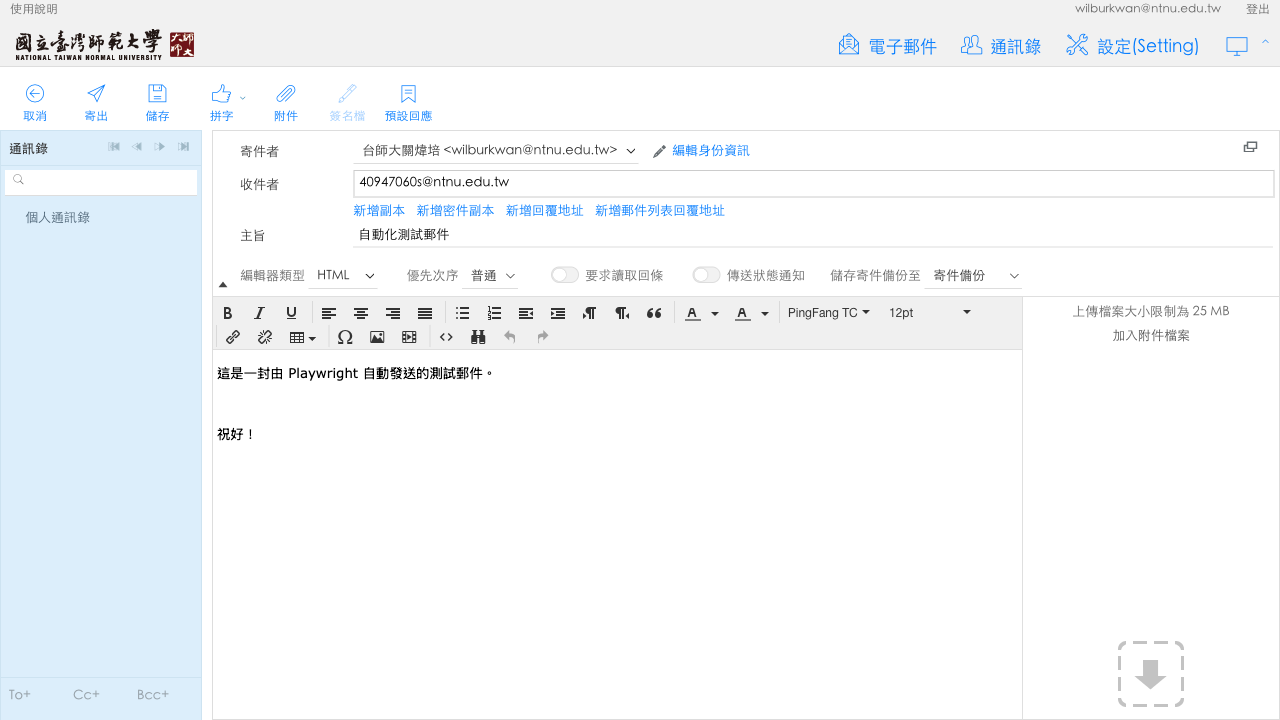 使用說明 wilburkwan@ntnu.edu.tw 登出
國立臺灣師範大學 師大
NATIONAL TAIWAN NORMAL UNIVERSITY
電子郵件 通訊錄 設定(Setting)
取消 寄出 儲存 拼字 附件 簽名檔 預設回應
通訊錄
個人通訊錄
To+ Cc+ Bcc+
寄件者 台師大關煒培 <wilburkwan@ntnu.edu.tw> 編輯身份資訊
收件者 40947060s@ntnu.edu.tw
新增副本 新增密件副本 新增回覆地址 新增郵件列表回覆地址
主旨 自動化測試郵件
編輯器類型 HTML 優先次序 普通 要求讀取回條 傳送狀態通知 儲存寄件備份至 寄件備份
B I U A A PingFang TC 12pt
這是一封由 Playwright 自動發送的測試郵件。
祝好！
上傳檔案大小限制為 25 MB
加入附件檔案